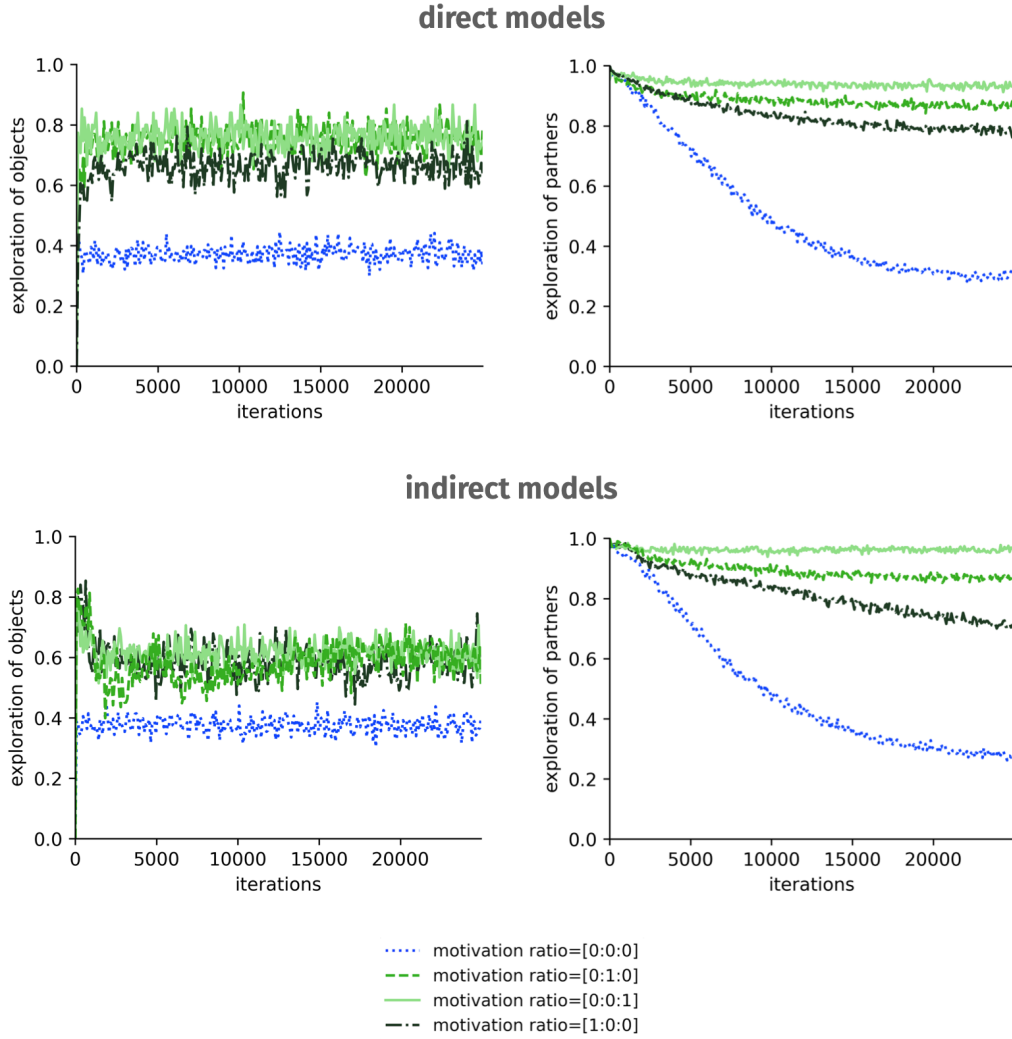 direct models
exploration of objects
1.0
0.8
0.6
0.4
0.2
0.0
0 5000 10000 15000 20000
iterations
exploration of partners
1.0
0.8
0.6
0.4
0.2
0.0
0 5000 10000 15000 20000
iterations
indirect models
exploration of objects
1.0
0.8
0.6
0.4
0.2
0.0
0 5000 10000 15000 20000
iterations
exploration of partners
1.0
0.8
0.6
0.4
0.2
0.0
0 5000 10000 15000 20000
iterations
motivation ratio=[0:0:0]
motivation ratio=[0:1:0]
motivation ratio=[0:0:1]
motivation ratio=[1:0:0]